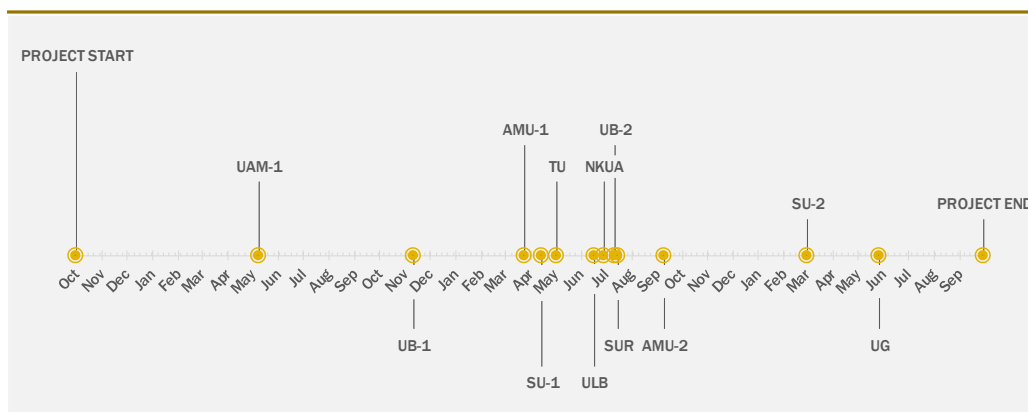 PROJECT START
AMU-1 UB-2
UAM-1 TU NKUA
SU-2 PROJECT END
Oct Nov Dec Jan Feb Mar Apr May Jun Jul Aug Sep Oct Nov Dec Jan Feb Mar Apr May Jun Jul Aug Sep Oct Nov Dec Jan Feb Mar Apr May Jun Jul Aug Sep
UB-1 SUR AMU-2 UG
SU-1 ULB